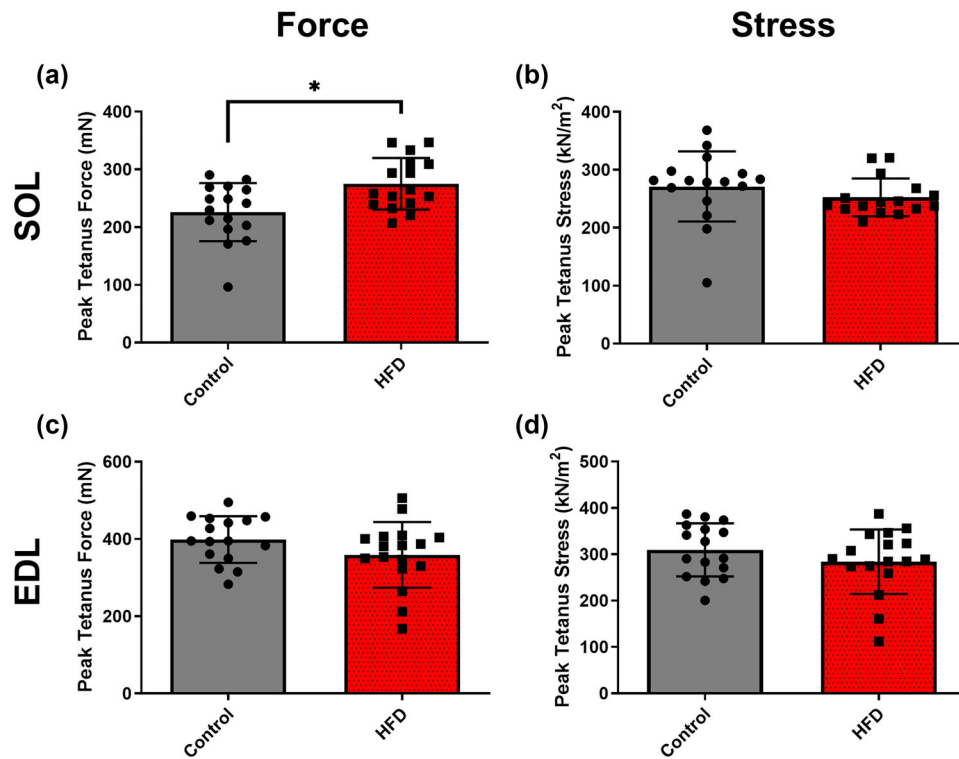 Force
Stress
(a)
*
Peak Tetanus Force (mN)
400
300
200
100
0
Control
HFD
(b)
Peak Tetanus Stress (kN/m²)
400
300
200
100
0
Control
HFD
SOL
(c)
Peak Tetanus Force (mN)
600
400
200
0
Control
HFD
(d)
Peak Tetanus Stress (kN/m²)
500
400
300
200
100
0
Control
HFD
EDL